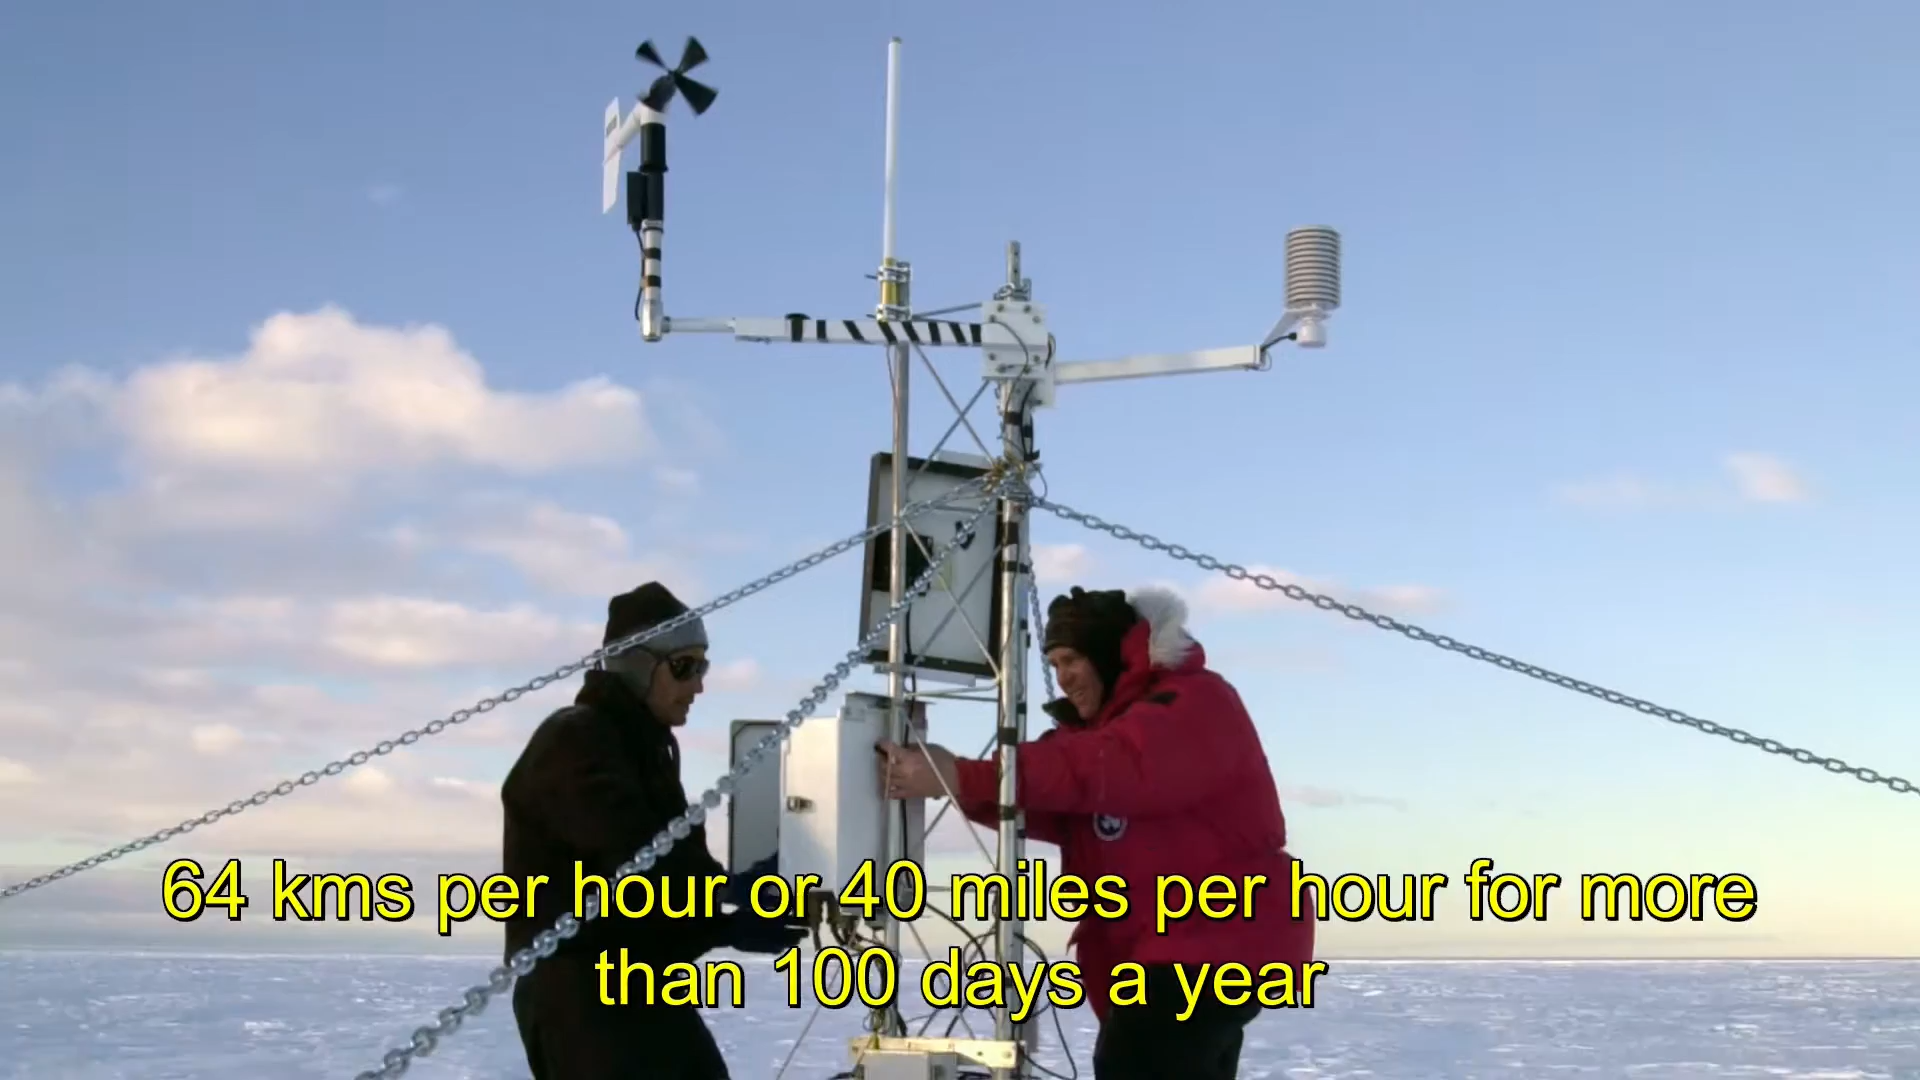 64 kms per hour or 40 miles per hour for more
than 100 days a year